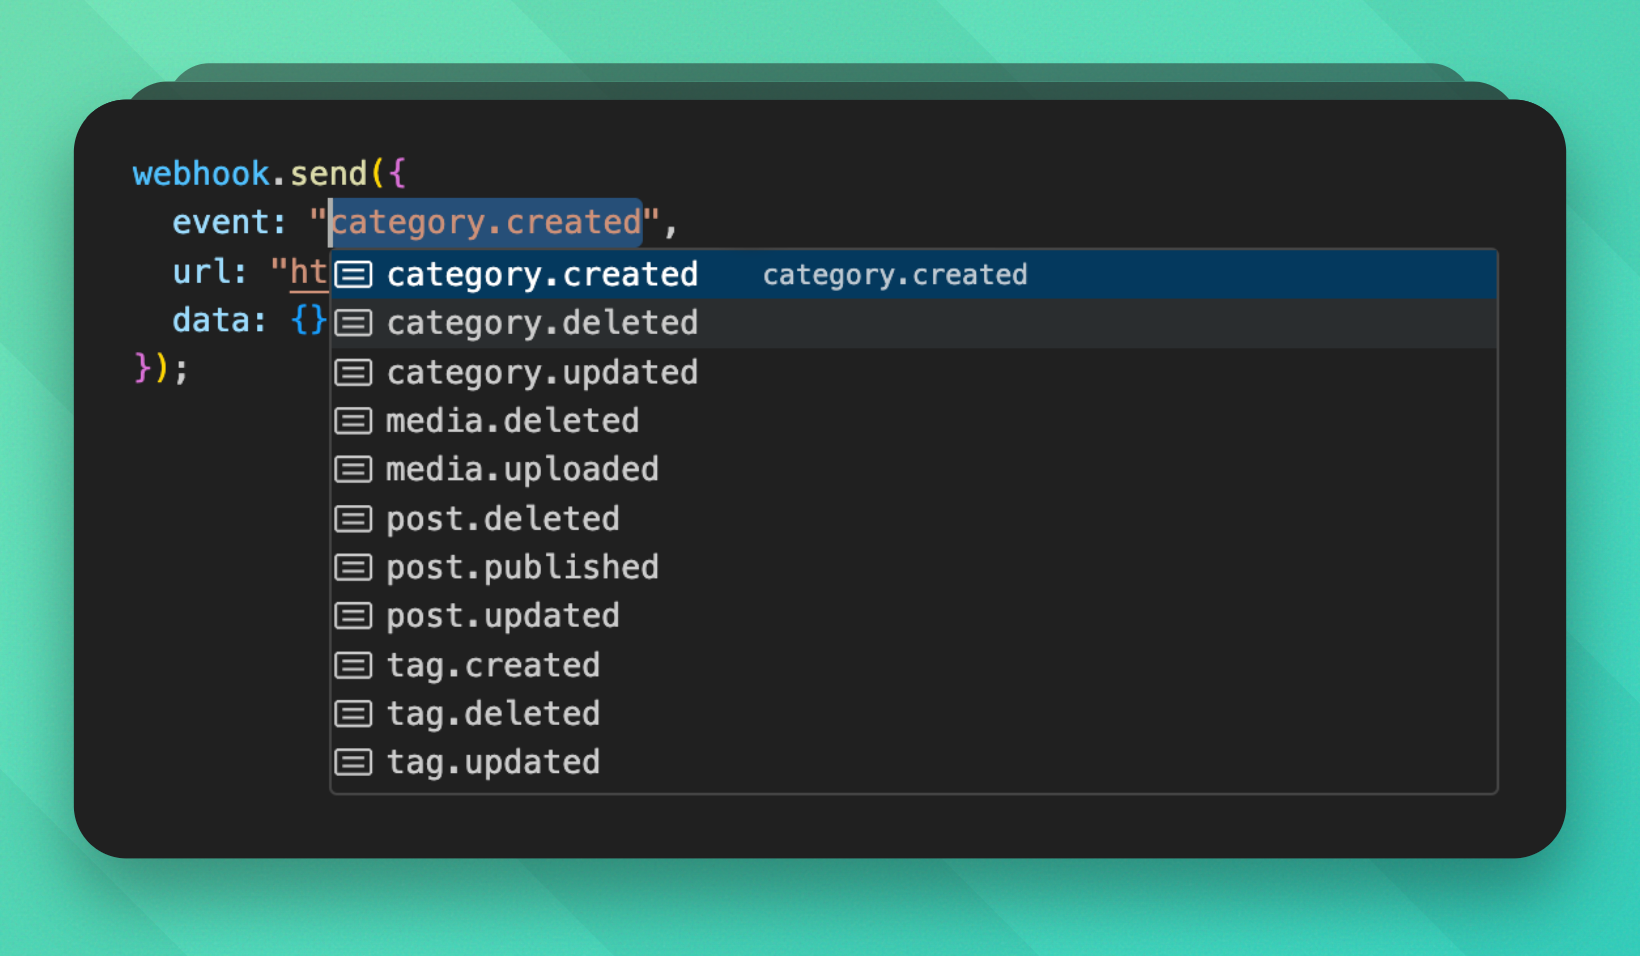 webhook.send({
event: "category.created",
url: "ht
data: {}
});
category.created category.created
category.deleted
category.updated
media.deleted
media.uploaded
post.deleted
post.published
post.updated
tag.created
tag.deleted
tag.updated